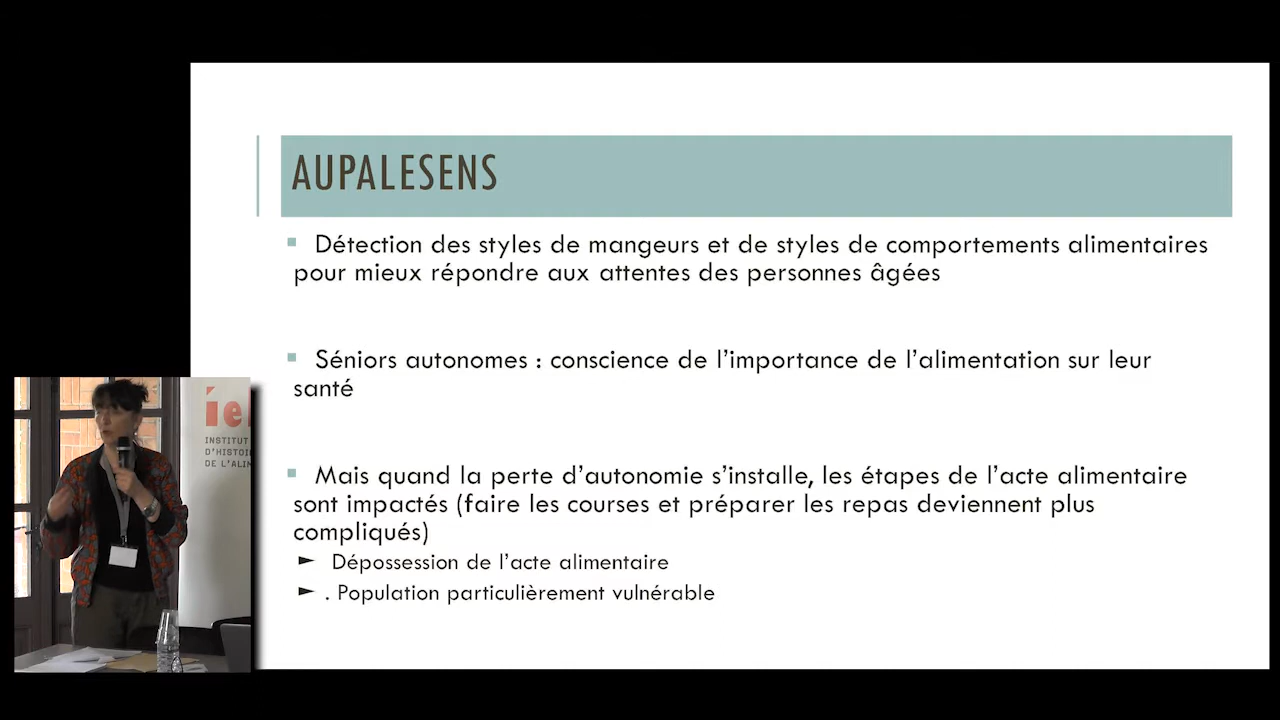 AUPALESENS
▪ Détection des styles de mangeurs et de styles de comportements alimentaires
pour mieux répondre aux attentes des personnes âgées
▪ Séniors autonomes : conscience de l’importance de l’alimentation sur leur
santé
▪ Mais quand la perte d’autonomie s’installe, les étapes de l’acte alimentaire
sont impactés (faire les courses et préparer les repas deviennent plus
compliqués)
► Dépossession de l’acte alimentaire
► . Population particulièrement vulnérable
INSTITUT
D'HISTOI
DE L'ALIM